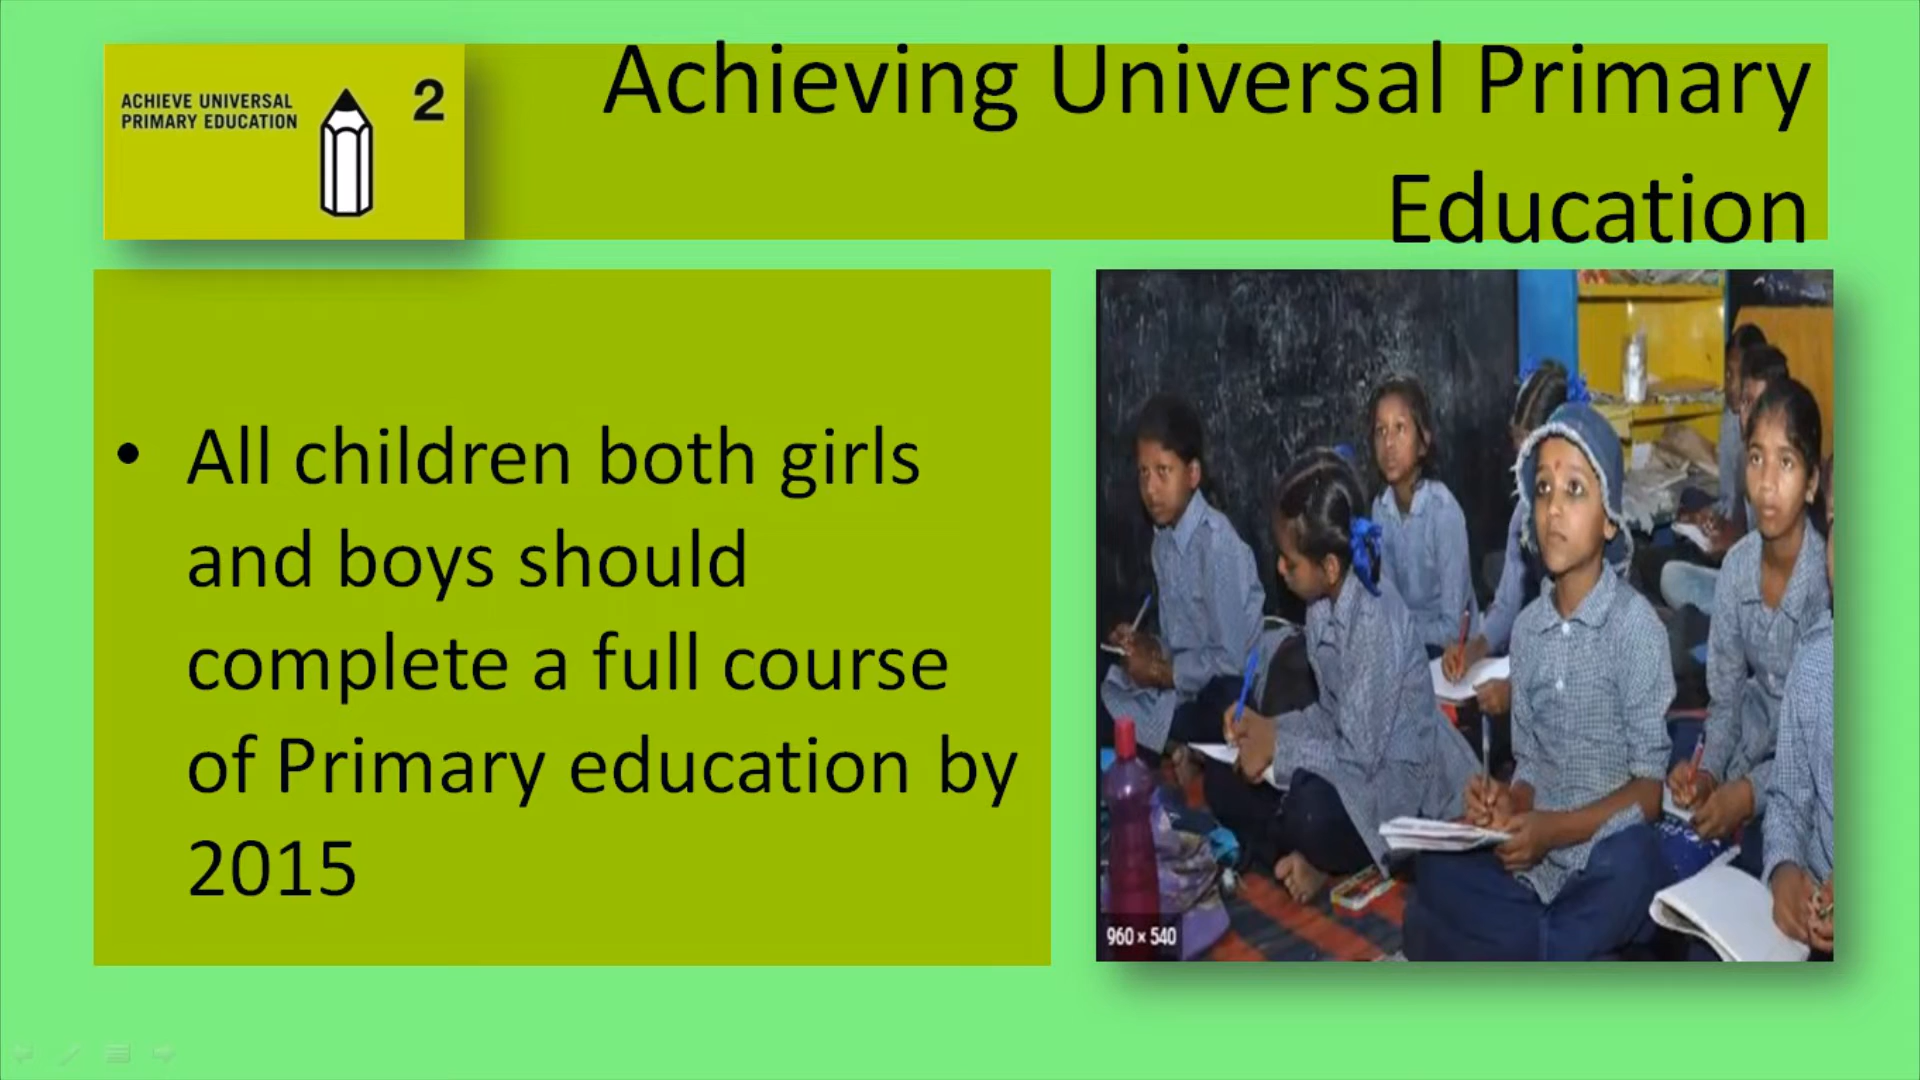 ACHIEVE UNIVERSAL
PRIMARY EDUCATION
2
Achieving Universal Primary
Education
• All children both girls
and boys should
complete a full course
of Primary education by
2015
960 × 540